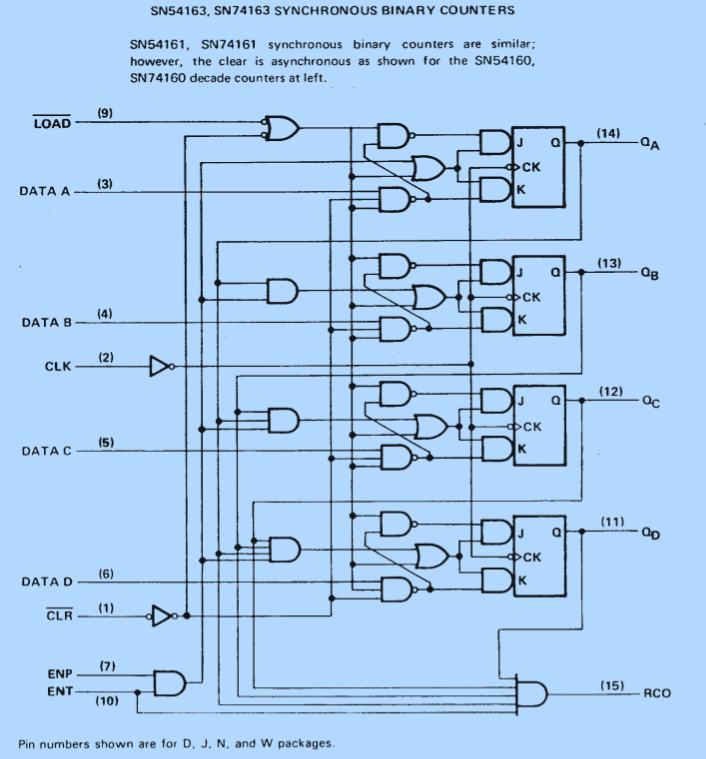 SN54163, SN74163 SYNCHRONOUS BINARY COUNTERS
SN54161, SN74161 synchronous binary counters are similar;
however, the clear is asynchronous as shown for the SN54160,
SN74160 decade counters at left.
LOAD (9)
J Q (14) QA
CK
K
DATA A (3)
J Q (13) QB
CK
K
DATA B (4)
CLK (2)
J Q (12) QC
CK
K
DATA C (5)
J Q (11) QD
CK
K
DATA D (6)
CLR (1)
ENP (7)
ENT (10)
(15) RCO
Pin numbers shown are for D, J, N, and W packages.